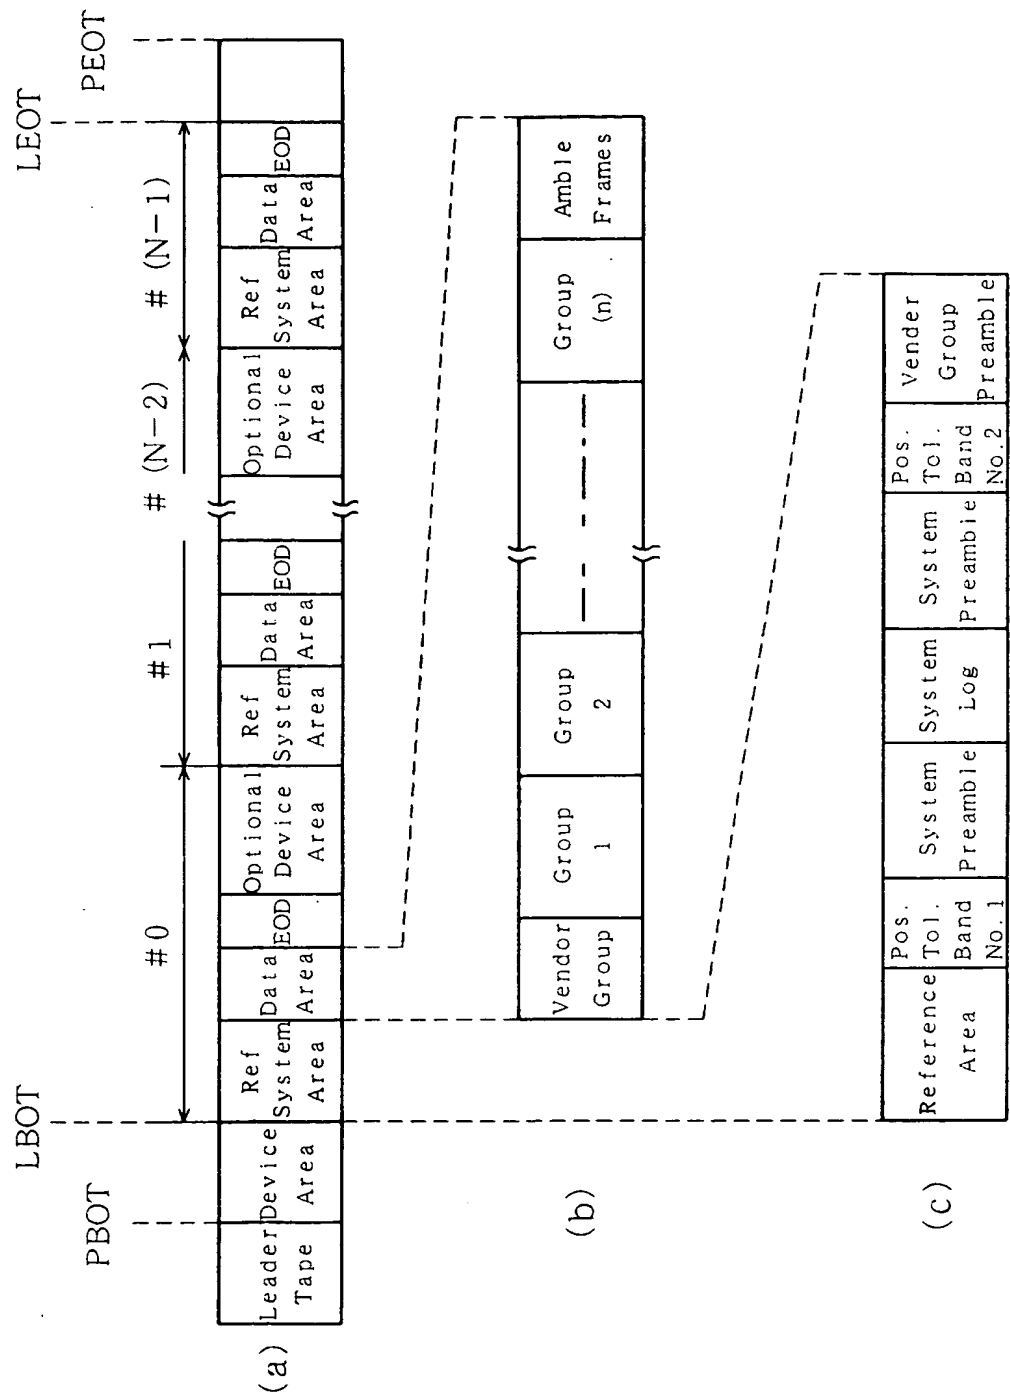 LEOT
PEOT
LBOT
PBOT
#0
#1
# (N-2)
# (N-1)
(a)
Leader
Tape
Device
Area
Ref
System
Area
Data
Area
EOD
Optional
Device
Area
Ref
System
Area
Data
Area
EOD
Optional
Device
Area
Ref
System
Area
Data
Area
EOD
(b)
Vendor
Group
Group
1
Group
2
Group
(n)
Amble
Frames
(c)
Reference
Area
Pos.
Tol.
Band
No.1
System
Preamble
System
Log
System
Preamble
Pos.
Tol.
Band
No.2
Vender
Group
Preamble